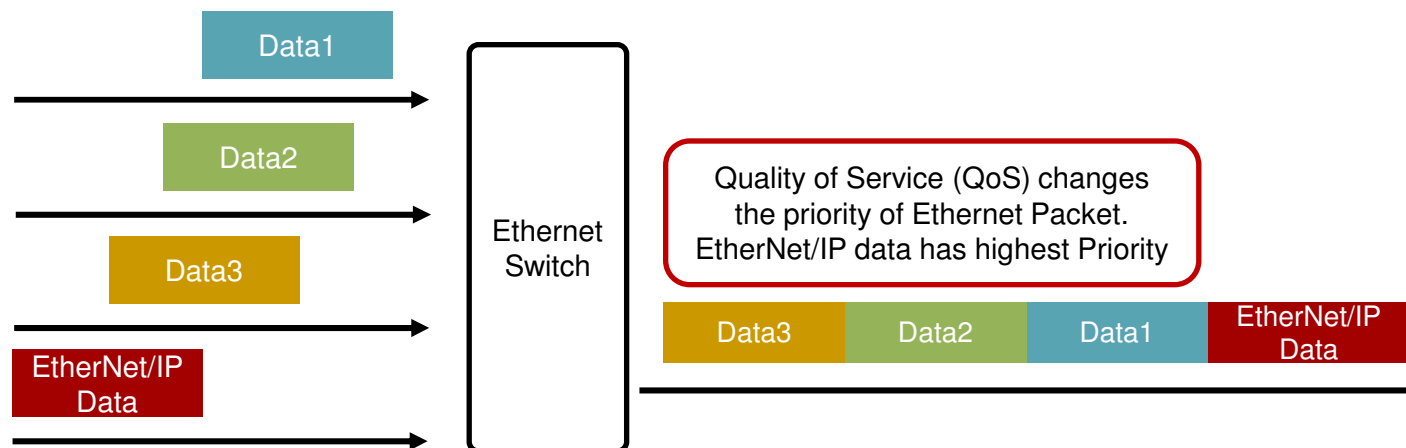 Data1
Data2
Data3
EtherNet/IP
Data
Ethernet
Switch
Quality of Service (QoS) changes
the priority of Ethernet Packet.
EtherNet/IP data has highest Priority
Data3
Data2
Data1
EtherNet/IP
Data